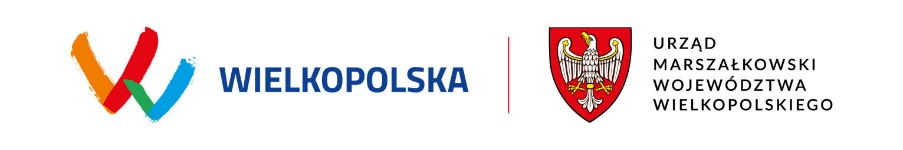 WIELKOPOLSKA
URZĄD
MARSZAŁKOWSKI
WOJEWÓDZTWA
WIELKOPOLSKIEGO